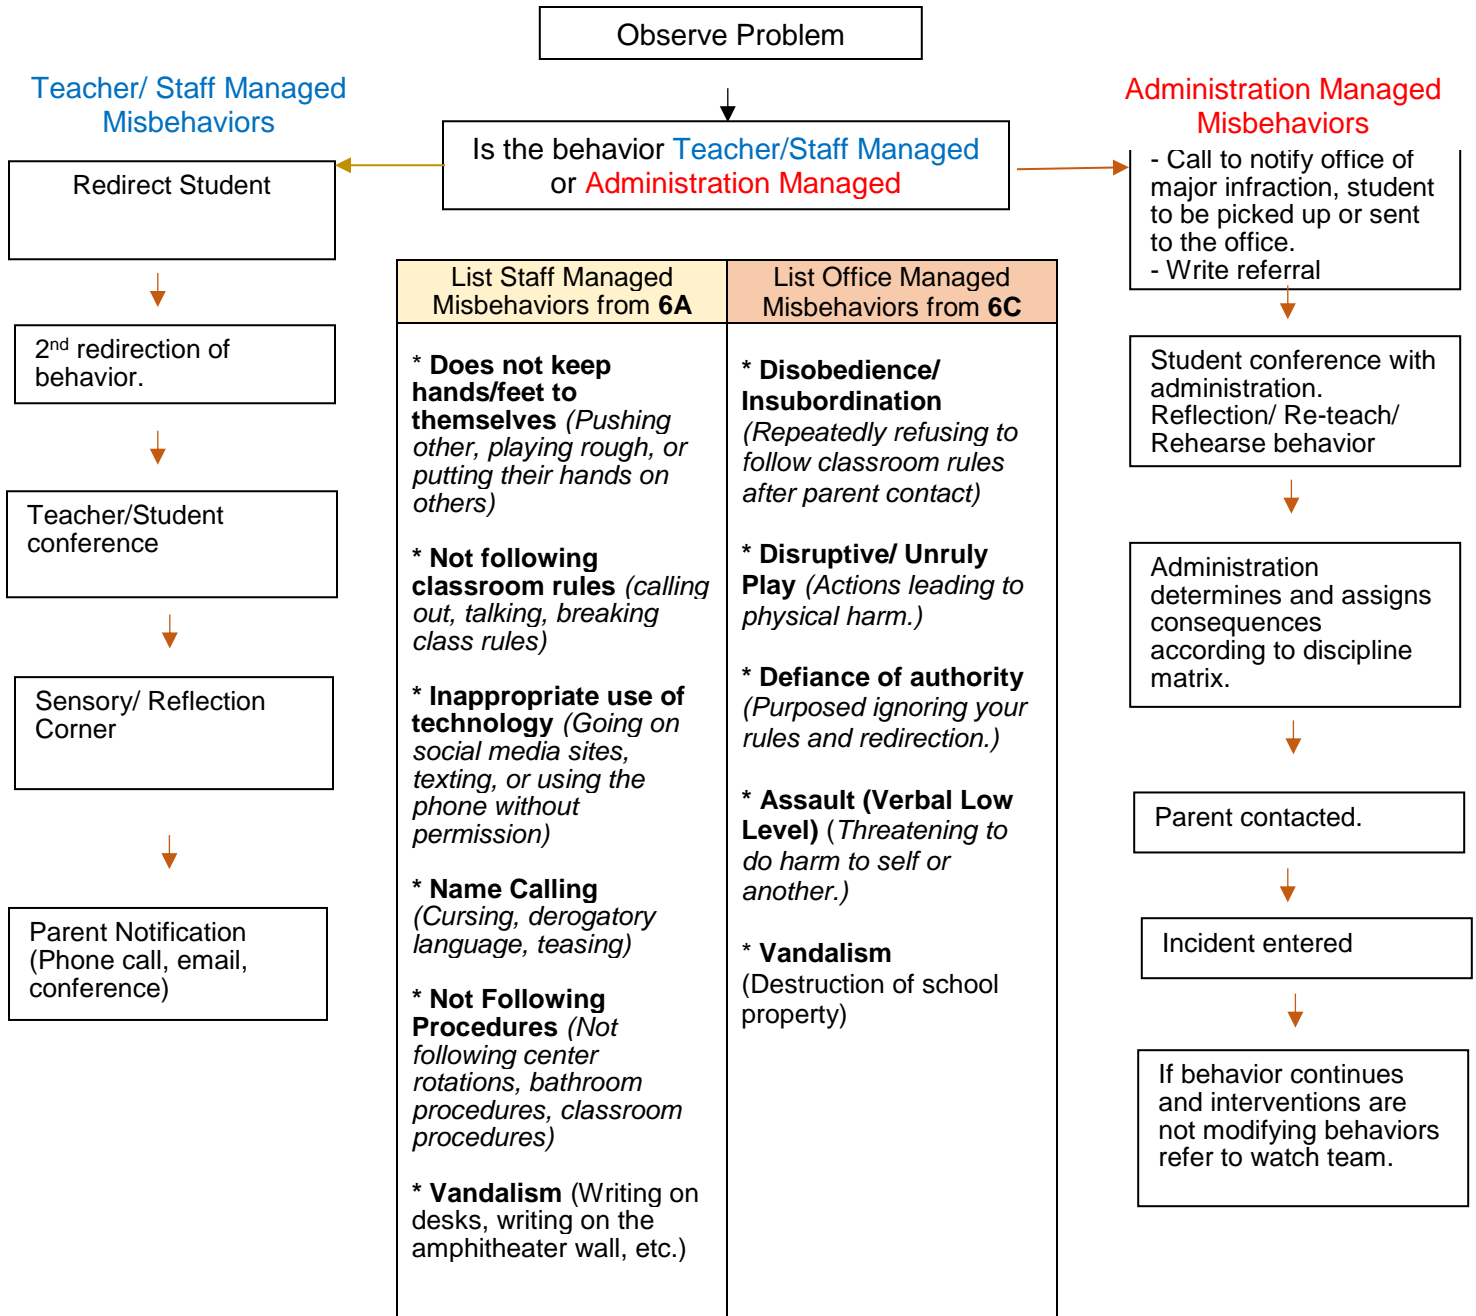 Observe Problem
Teacher/ Staff Managed
Misbehaviors
Is the behavior Teacher/Staff Managed
or Administration Managed
Administration Managed
Misbehaviors
Redirect Student
2nd redirection of
behavior.
Teacher/Student
conference
Sensory/ Reflection
Corner
Parent Notification
(Phone call, email,
conference)
List Staff Managed
Misbehaviors from 6A
* Does not keep
hands/feet to
themselves (Pushing
other, playing rough, or
putting their hands on
others)
* Not following
classroom rules (calling
out, talking, breaking
class rules)
* Inappropriate use of
technology (Going on
social media sites,
texting, or using the
phone without
permission)
* Name Calling
(Cursing, derogatory
language, teasing)
* Not Following
Procedures (Not
following center
rotations, bathroom
procedures, classroom
procedures)
* Vandalism (Writing on
desks, writing on the
amphitheater wall, etc.)
List Office Managed
Misbehaviors from 6C
* Disobedience/
Insubordination
(Repeatedly refusing to
follow classroom rules
after parent contact)
* Disruptive/ Unruly
Play (Actions leading to
physical harm.)
* Defiance of authority
(Purposed ignoring your
rules and redirection.)
* Assault (Verbal Low
Level) (Threatening to
do harm to self or
another.)
* Vandalism
(Destruction of school
property)
- Call to notify office of
major infraction, student
to be picked up or sent
to the office.
- Write referral
Student conference with
administration.
Reflection/ Re-teach/
Rehearse behavior
Administration
determines and assigns
consequences
according to discipline
matrix.
Parent contacted.
Incident entered
If behavior continues
and interventions are
not modifying behaviors
refer to watch team.